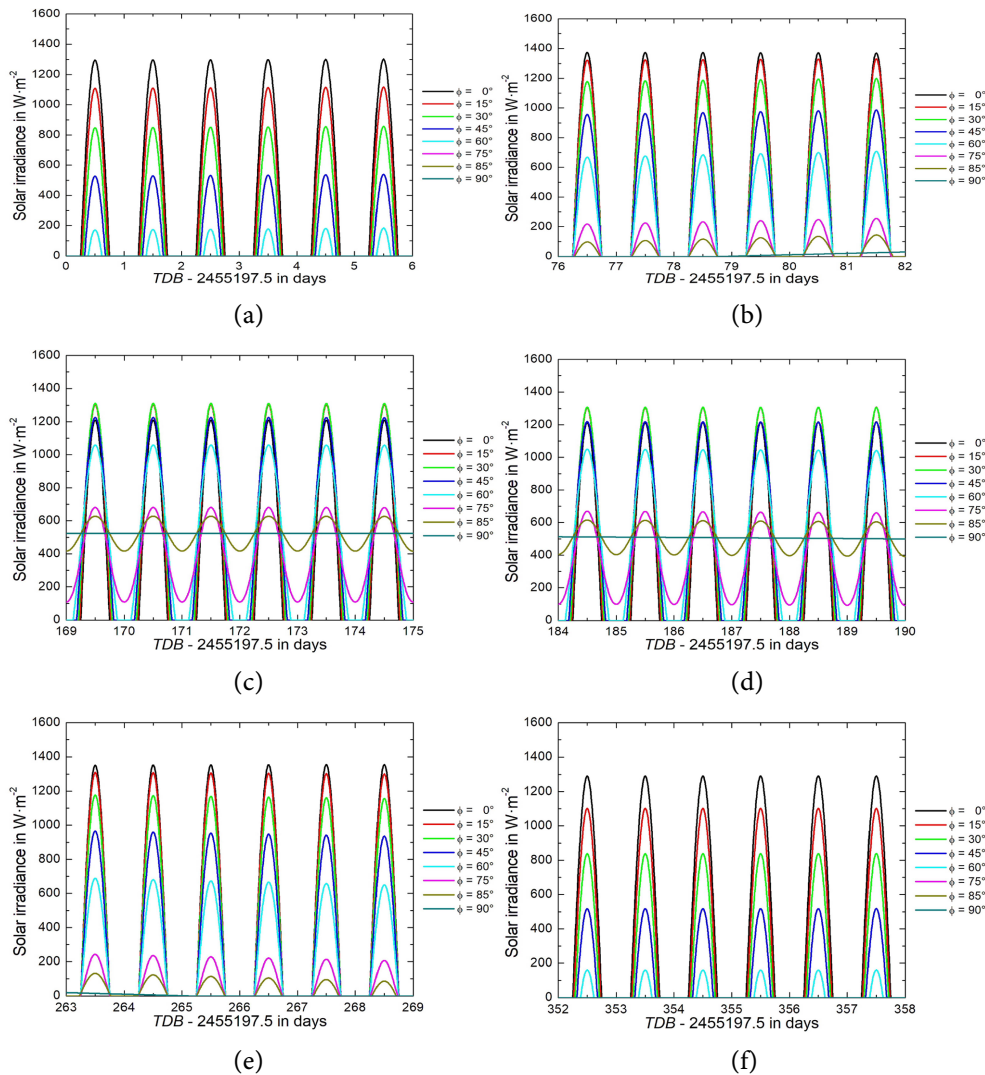 Solar irradiance in W·m⁻²
1600
1400
1200
1000
800
600
400
200
0
0 1 2 3 4 5 6
TDB - 2455197.5 in days
ϕ = 0°
ϕ = 15°
ϕ = 30°
ϕ = 45°
ϕ = 60°
ϕ = 75°
ϕ = 85°
ϕ = 90°
(a)
Solar irradiance in W·m⁻²
1600
1400
1200
1000
800
600
400
200
0
76 77 78 79 80 81 82
TDB - 2455197.5 in days
ϕ = 0°
ϕ = 15°
ϕ = 30°
ϕ = 45°
ϕ = 60°
ϕ = 75°
ϕ = 85°
ϕ = 90°
(b)
Solar irradiance in W·m⁻²
1600
1400
1200
1000
800
600
400
200
0
169 170 171 172 173 174 175
TDB - 2455197.5 in days
ϕ = 0°
ϕ = 15°
ϕ = 30°
ϕ = 45°
ϕ = 60°
ϕ = 75°
ϕ = 85°
ϕ = 90°
(c)
Solar irradiance in W·m⁻²
1600
1400
1200
1000
800
600
400
200
0
184 185 186 187 188 189 190
TDB - 2455197.5 in days
ϕ = 0°
ϕ = 15°
ϕ = 30°
ϕ = 45°
ϕ = 60°
ϕ = 75°
ϕ = 85°
ϕ = 90°
(d)
Solar irradiance in W·m⁻²
1600
1400
1200
1000
800
600
400
200
0
263 264 265 266 267 268 269
TDB - 2455197.5 in days
ϕ = 0°
ϕ = 15°
ϕ = 30°
ϕ = 45°
ϕ = 60°
ϕ = 75°
ϕ = 85°
ϕ = 90°
(e)
Solar irradiance in W·m⁻²
1600
1400
1200
1000
800
600
400
200
0
352 353 354 355 356 357 358
TDB - 2455197.5 in days
ϕ = 0°
ϕ = 15°
ϕ = 30°
ϕ = 45°
ϕ = 60°
ϕ = 75°
ϕ = 85°
ϕ = 90°
(f)